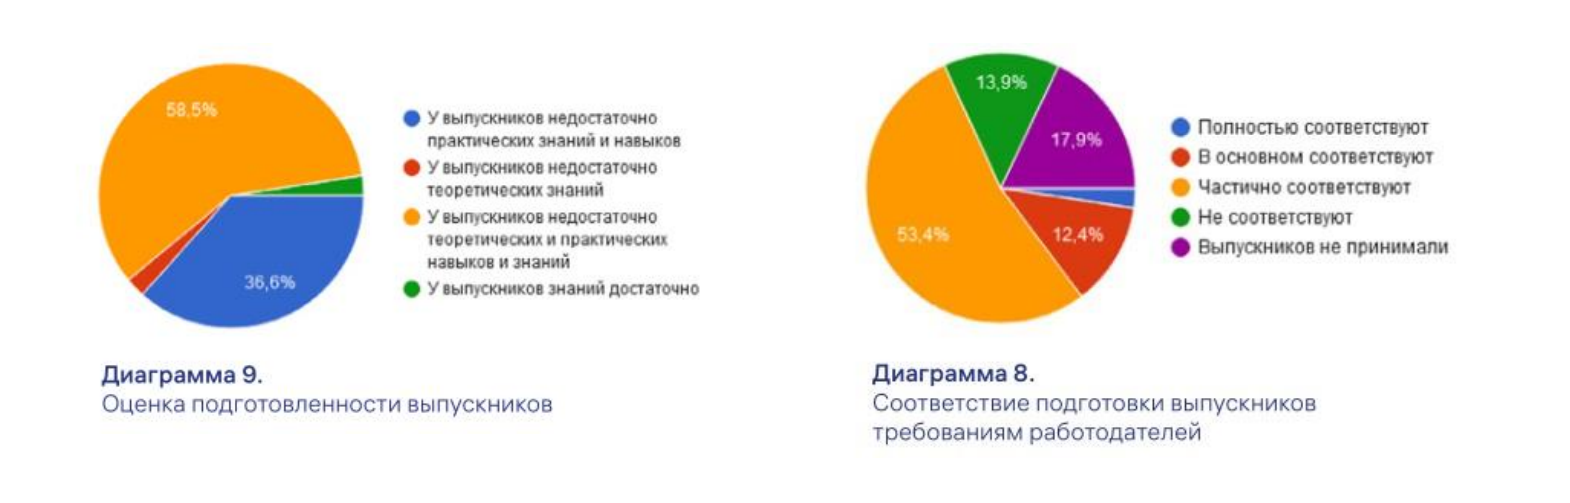 58,5%
36,6%
У выпускников недостаточно
практических знаний и навыков
У выпускников недостаточно
теоретических знаний
У выпускников недостаточно
теоретических и практических
навыков и знаний
У выпускников знаний достаточно
Диаграмма 9.
Оценка подготовленности выпускников
13,9%
17,9%
53,4%
12,4%
Полностью соответствуют
В основном соответствуют
Частично соответствуют
Не соответствуют
Выпускников не принимали
Диаграмма 8.
Соответствие подготовки выпускников
требованиям работодателей